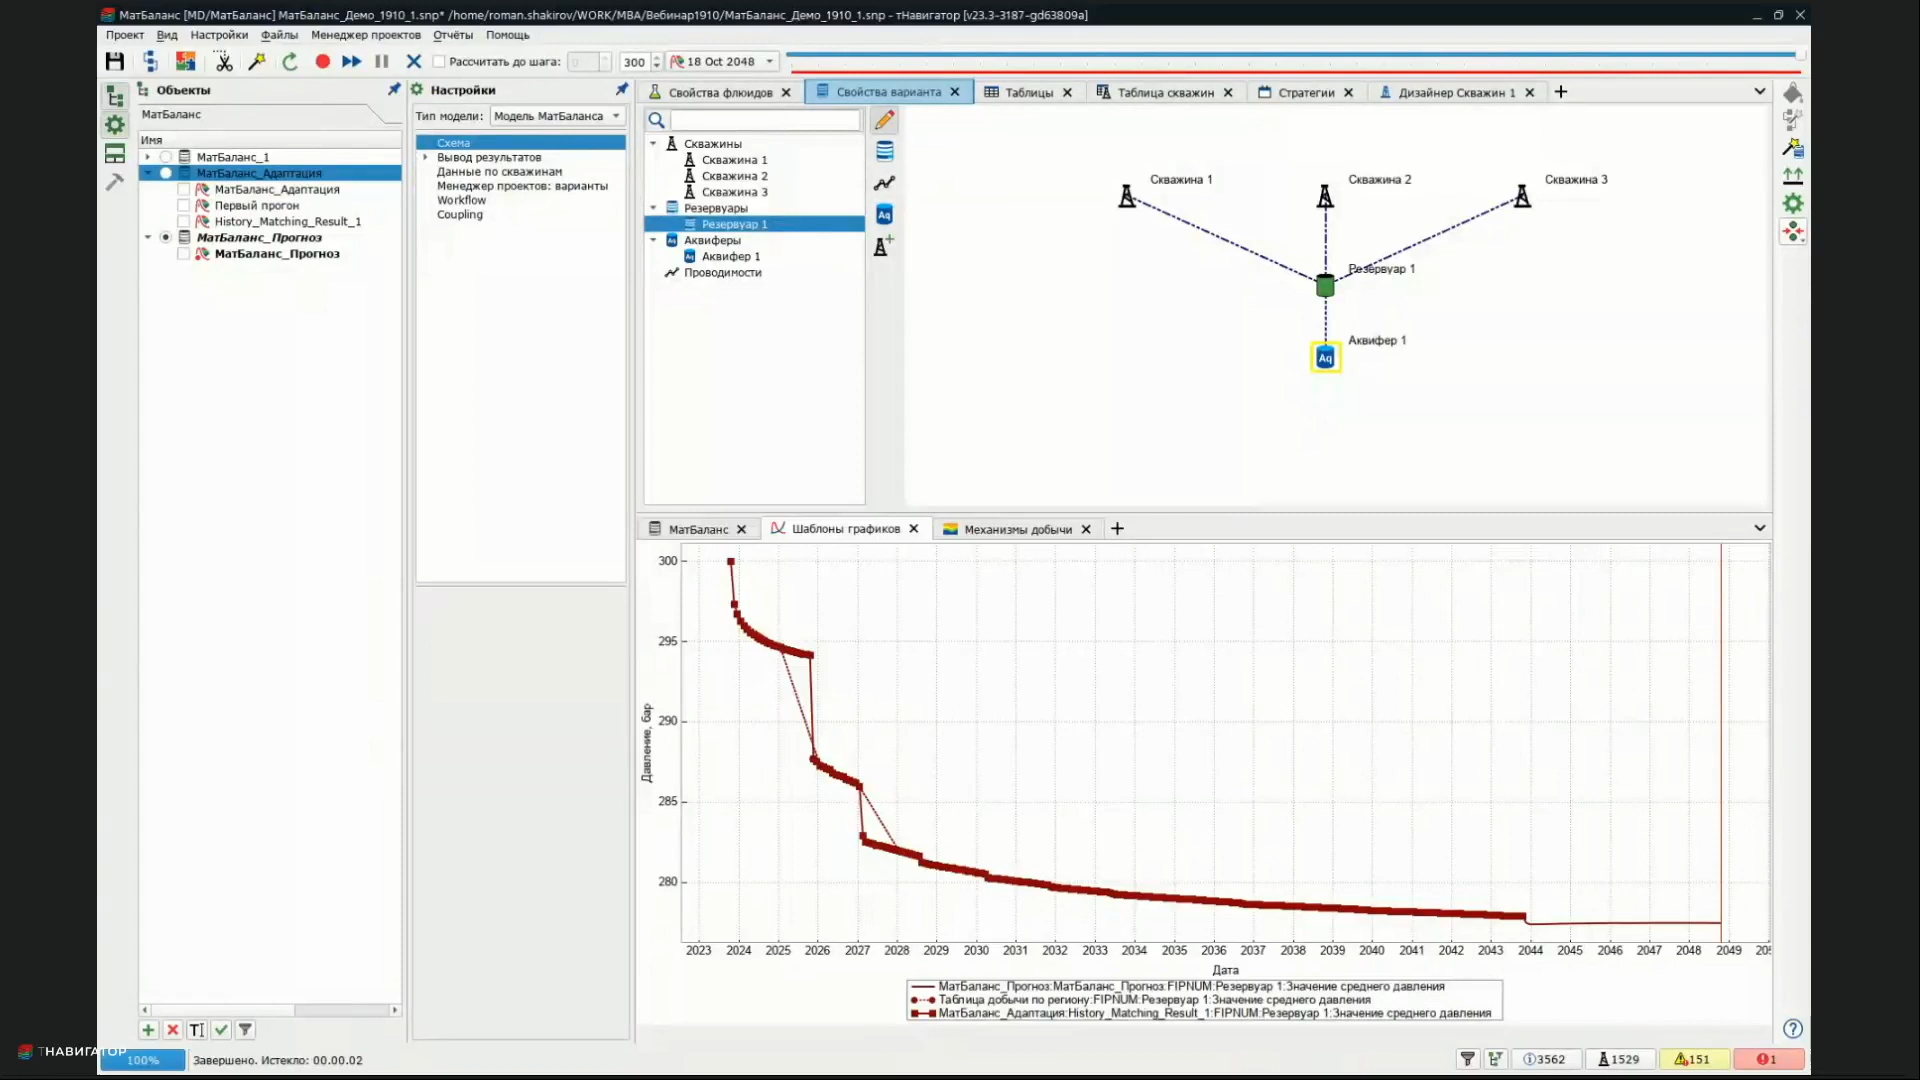 МатБаланс [MD/МатБаланс] МатБаланс_Демо_1910_1.snp* /home/roman.shakirov/WORK/MBA/Вебинар1910/МатБаланс_Демо_1910_1.snp - тНавигатор [v23.3-3187-gd63809a]
Проект Вид Настройки Файлы Менеджер проектов Отчёты Помощь
Рассчитать до шага: 0 300 18 Oct 2048
Объекты
МатБаланс
Имя
МатБаланс_1
МатБаланс_Адаптация
МатБаланс_Адаптация
Первый прогон
History_Matching_Result_1
МатБаланс_Прогноз
МатБаланс_Прогноз
Настройки
Тип модели: Модель МатБаланса
Схема
Вывод результатов
Данные по скважинам
Менеджер проектов: варианты
Workflow
Coupling
Свойства флюидов Свойства варианта Таблицы Таблица скважин Стратегии Дизайнер Скважин 1
Скважины
Скважина 1
Скважина 2
Скважина 3
Резервуары
Резервуар 1
Аквиферы
Aq
Аквифер 1
Проводимости
Скважина 1
Скважина 2
Скважина 3
Резервуар 1
Аквифер 1
Aq
МатБаланс Шаблоны графиков Механизмы добычи
300
295
290
285
280
Давление, бар
2023 2024 2025 2026 2027 2028 2029 2030 2031 2032 2033 2034 2035 2036 2037 2038 2039 2040 2041 2042 2043 2044 2045 2046 2047 2048 2049
Дата
МатБаланс_Прогноз:МатБаланс_Прогноз:FIPNUM:Резервуар 1:Значение среднего давления
Таблица добычи по региону:FIPNUM:Резервуар 1:Значение среднего давления
МатБаланс_Адаптация:History_Matching_Result_1:FIPNUM:Резервуар 1:Значение среднего давления
ТНАВИГАТОР
100% Завершено. Истекло: 00.00.02
3562 1529 151 1